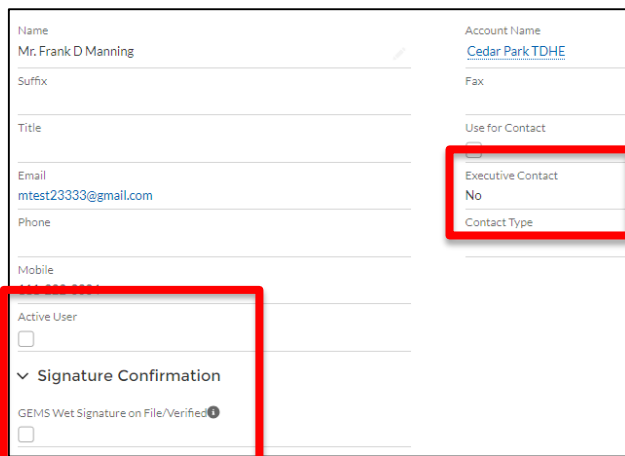 Name
Mr. Frank D Manning
Suffix
Title
Email
mtest23333@gmail.com
Phone
Mobile
Active User
Signature Confirmation
GEMS Wet Signature on File/Verified
Account Name
Cedar Park TDHE
Fax
Use for Contact
Executive Contact
No
Contact Type